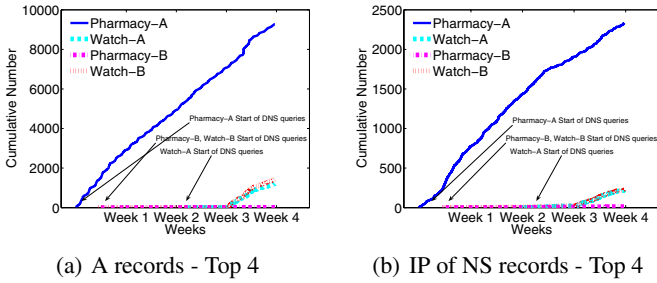 10000
8000
6000
4000
2000
0
Cumulative Number
Pharmacy−A
Watch−A
Pharmacy−B
Watch−B
Pharmacy−A Start of DNS queries
Pharmacy−B, Watch−B Start of DNS queries
Watch−A Start of DNS queries
Week 1 Week 2 Week 3 Week 4
Weeks
(a) A records - Top 4
2500
2000
1500
1000
500
0
Cumulative Number
Pharmacy−A
Watch−A
Pharmacy−B
Watch−B
Pharmacy−A Start of DNS queries
Pharmacy−B, Watch−B Start of DNS queries
Watch−A Start of DNS queries
Week 1 Week 2 Week 3 Week 4
Weeks
(b) IP of NS records - Top 4